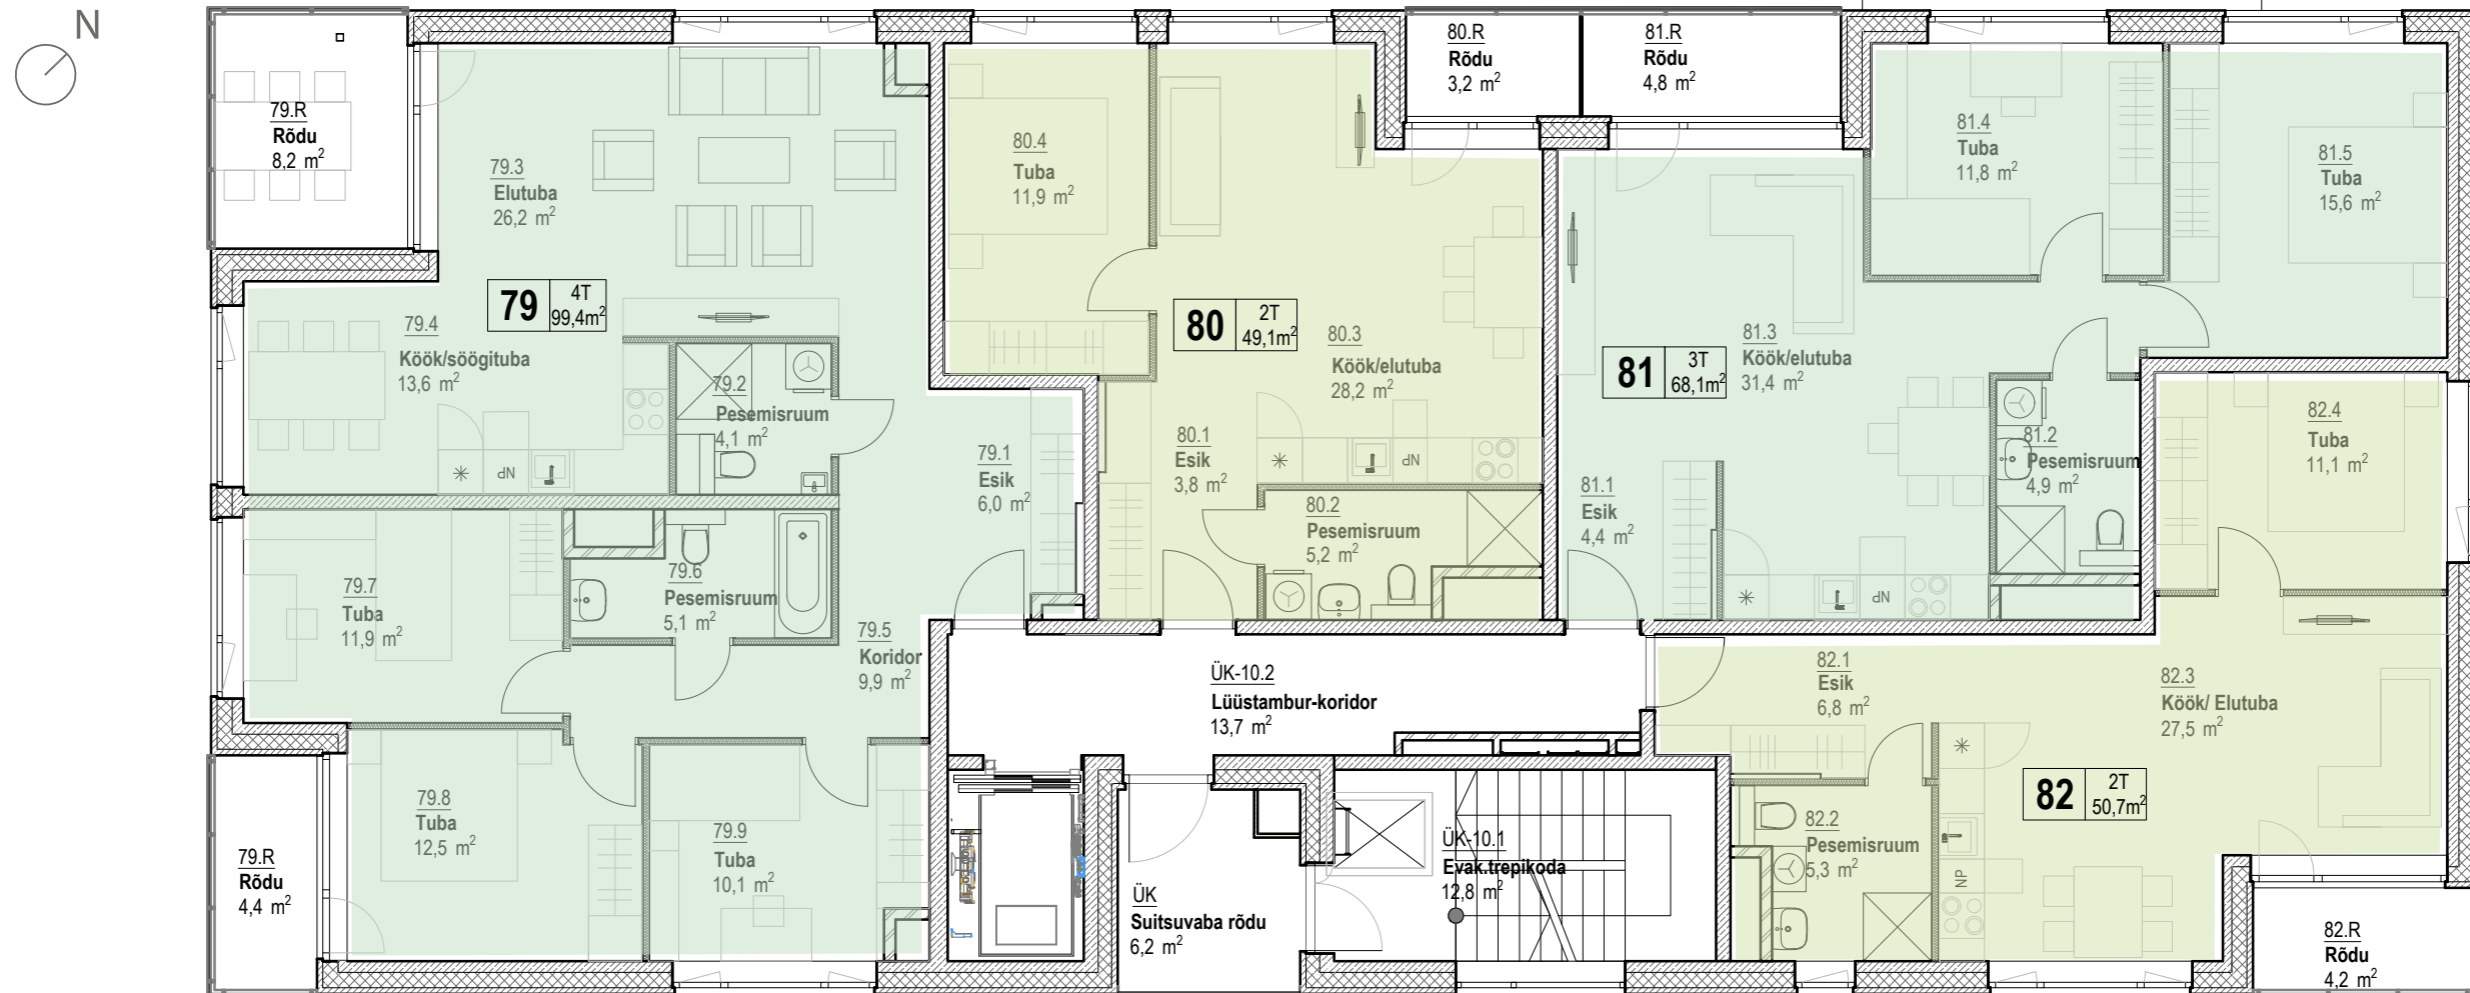 N
79.R
Rõdu
8,2 m²
79.3
Elutuba
26,2 m²
79
4T
99,4m²
79.4
Köök/söögituba
13,6 m²
79.2
Pesemisruum
4,1 m²
NP
79.1
Esik
6,0 m²
79.7
Tuba
11,9 m²
79.6
Pesemisruum
5,1 m²
79.5
Koridor
9,9 m²
79.8
Tuba
12,5 m²
79.9
Tuba
10,1 m²
79.R
Rõdu
4,4 m²
80.4
Tuba
11,9 m²
80
2T
49,1m²
80.3
Köök/elutuba
28,2 m²
80.1
Esik
3,8 m²
NP
80.2
Pesemisruum
5,2 m²
80.R
Rõdu
3,2 m²
81.R
Rõdu
4,8 m²
81.4
Tuba
11,8 m²
81.5
Tuba
15,6 m²
81
3T
68,1m²
81.3
Köök/elutuba
31,4 m²
81.2
Pesemisruum
4,9 m²
81.1
Esik
4,4 m²
NP
82.4
Tuba
11,1 m²
82.1
Esik
6,8 m²
82.3
Köök/ Elutuba
27,5 m²
82
2T
50,7m²
82.2
Pesemisruum
5,3 m²
NP
82.R
Rõdu
4,2 m²
ÜK-10.2
Lüüstambur-koridor
13,7 m²
ÜK-10.1
Evak.trepikoda
12,8 m²
ÜK
Suitsuvaba rõdu
6,2 m²